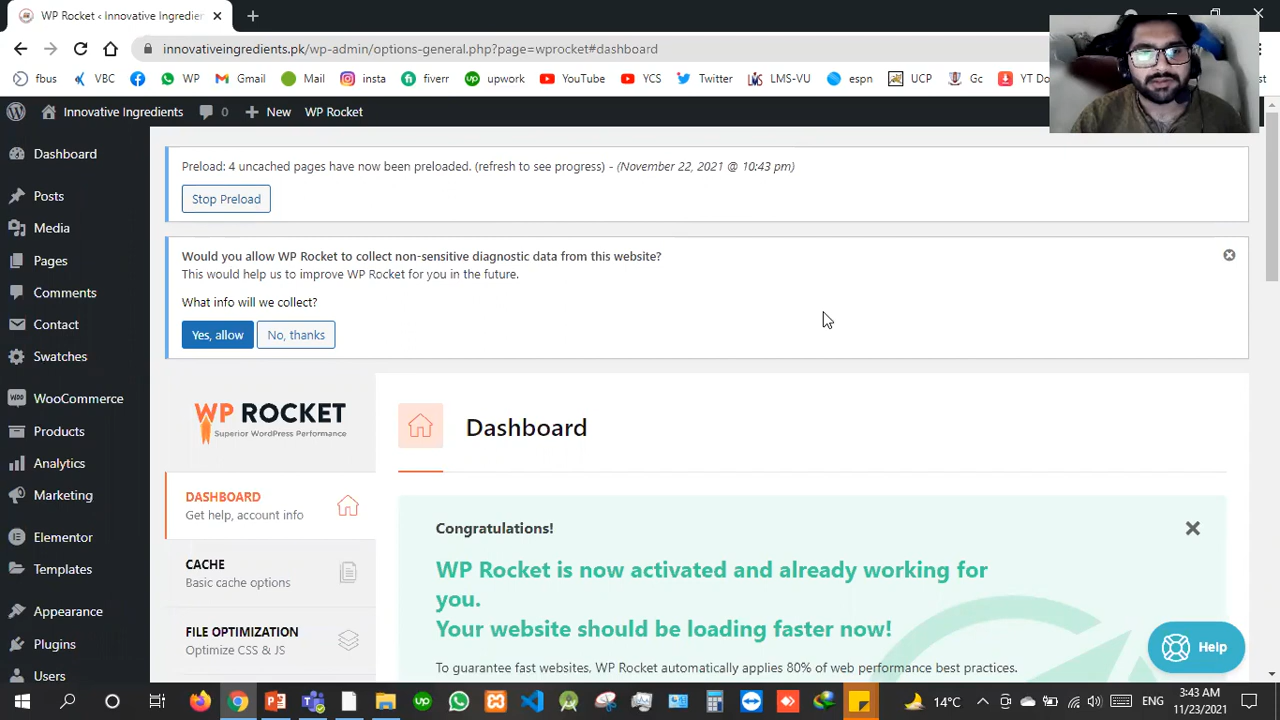 WP Rocket ‹ Innovative Ingredien
innovativeingredients.pk/wp-admin/options-general.php?page=wprocket#dashboard
fbus VBC WP Gmail Mail insta fiverr upwork YouTube YCS Twitter LMS-VU espn UCP Gc YT Do
Innovative Ingredients 0 New WP Rocket
Dashboard
Posts
Media
Pages
Comments
Contact
Swatches
WooCommerce
Products
Analytics
Marketing
Elementor
Templates
Appearance
Plugins
Users
Preload: 4 uncached pages have now been preloaded. (refresh to see progress) - (November 22, 2021 @ 10:43 pm)
Stop Preload
Would you allow WP Rocket to collect non-sensitive diagnostic data from this website?
This would help us to improve WP Rocket for you in the future.
What info will we collect?
Yes, allow No, thanks
WP ROCKET
Superior WordPress Performance
DASHBOARD
Get help, account info
CACHE
Basic cache options
FILE OPTIMIZATION
Optimize CSS & JS
Dashboard
Congratulations!
WP Rocket is now activated and already working for
you.
Your website should be loading faster now!
To guarantee fast websites, WP Rocket automatically applies 80% of web performance best practices.
Help
14°C ENG 3:43 AM
11/23/2021